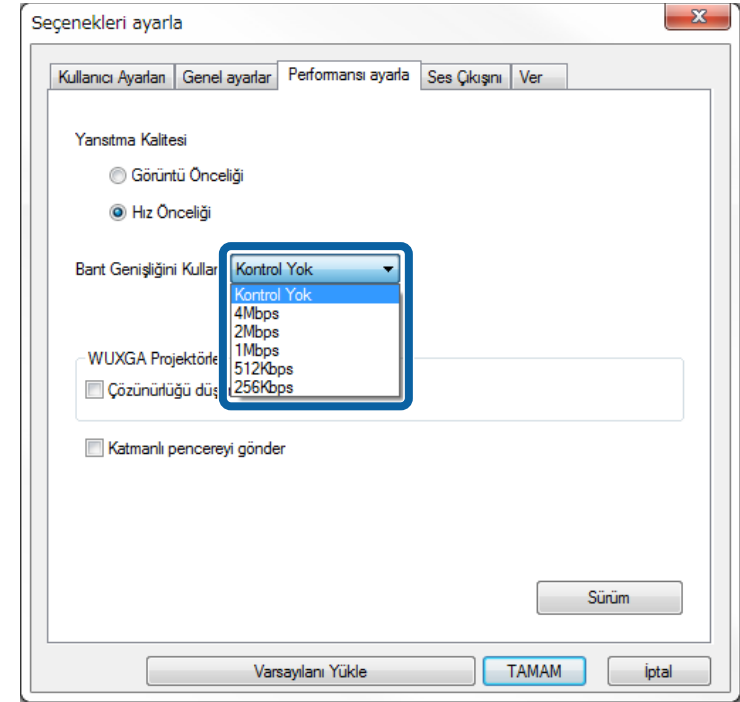 Seçenekleri ayarla
Kullanıcı Ayarları Genel ayarlar Performansı ayarla Ses Çıkışını Ver
Yansıtma Kalitesi
Görüntü Önceliği
Hız Önceliği
Bant Genişliğini Kullan Kontrol Yok
Kontrol Yok
4Mbps
2Mbps
1Mbps
512Kbps
256Kbps
WUXGA Projektörle
Çözünürlüğü düş
Katmanlı pencereyi gönder
Sürüm
Varsayılanı Yükle TAMAM İptal